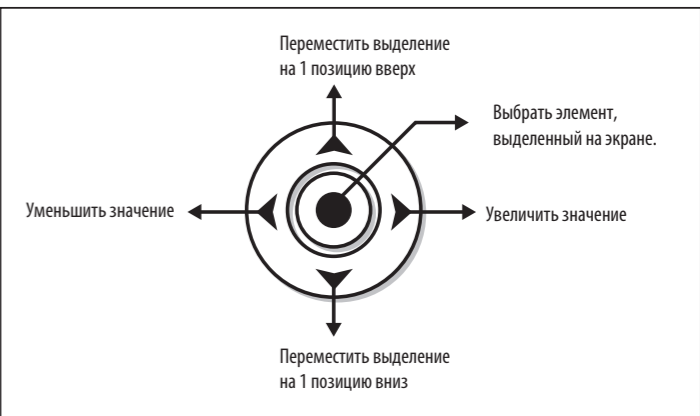 Переместить выделение
на 1 позицию вверх
Выбрать элемент,
выделенный на экране.
Уменьшить значение
Увеличить значение
Переместить выделение
на 1 позицию вниз